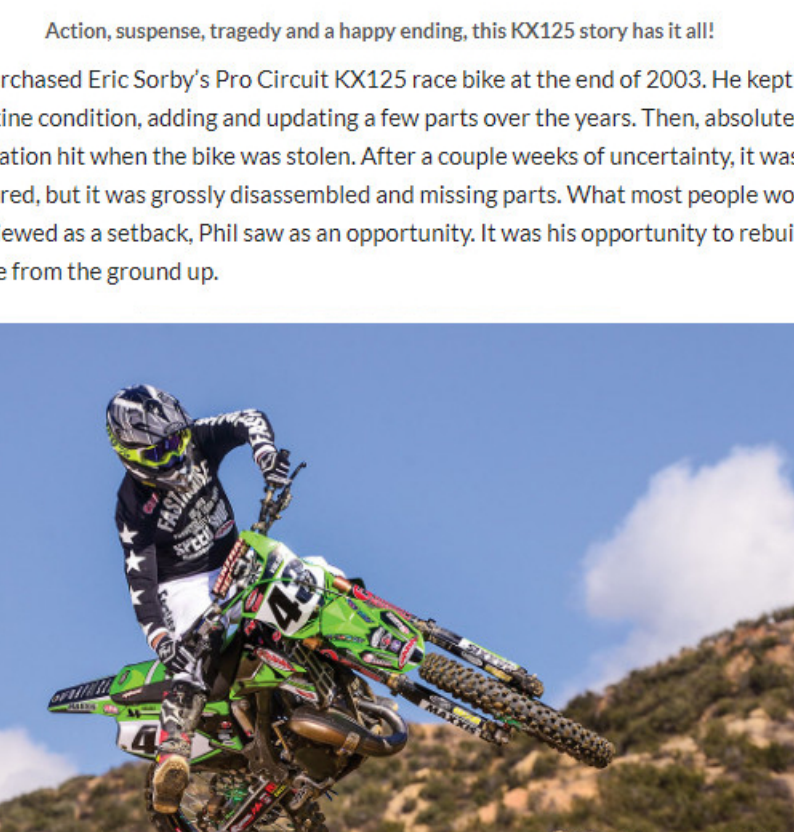 Action, suspense, tragedy and a happy ending, this KX125 story has it all!
rchased Eric Sorby's Pro Circuit KX125 race bike at the end of 2003. He kept
ine condition, adding and updating a few parts over the years. Then, absolute
ation hit when the bike was stolen. After a couple weeks of uncertainty, it was
red, but it was grossly disassembled and missing parts. What most people wo
ewed as a setback, Phil saw as an opportunity. It was his opportunity to rebui
e from the ground up.
4
4